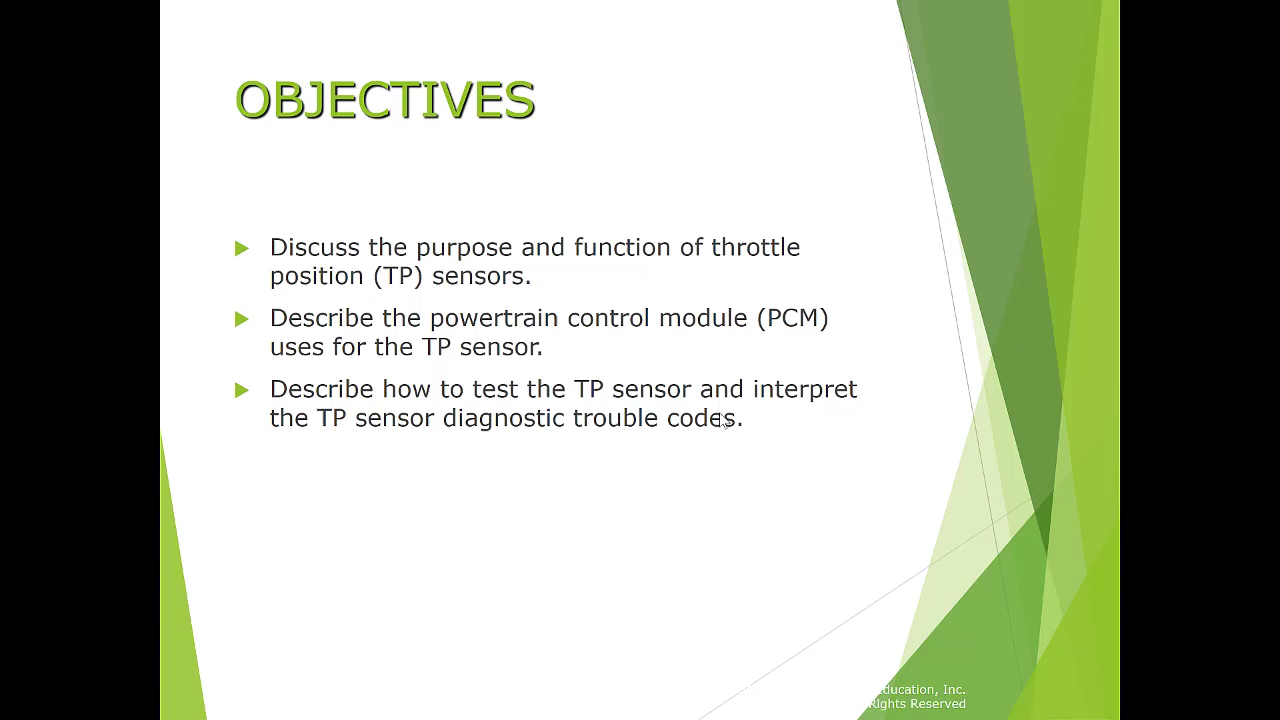 OBJECTIVES
Discuss the purpose and function of throttle
position (TP) sensors.
Describe the powertrain control module (PCM)
uses for the TP sensor.
Describe how to test the TP sensor and interpret
the TP sensor diagnostic trouble codes.
Education, Inc.
Rights Reserved